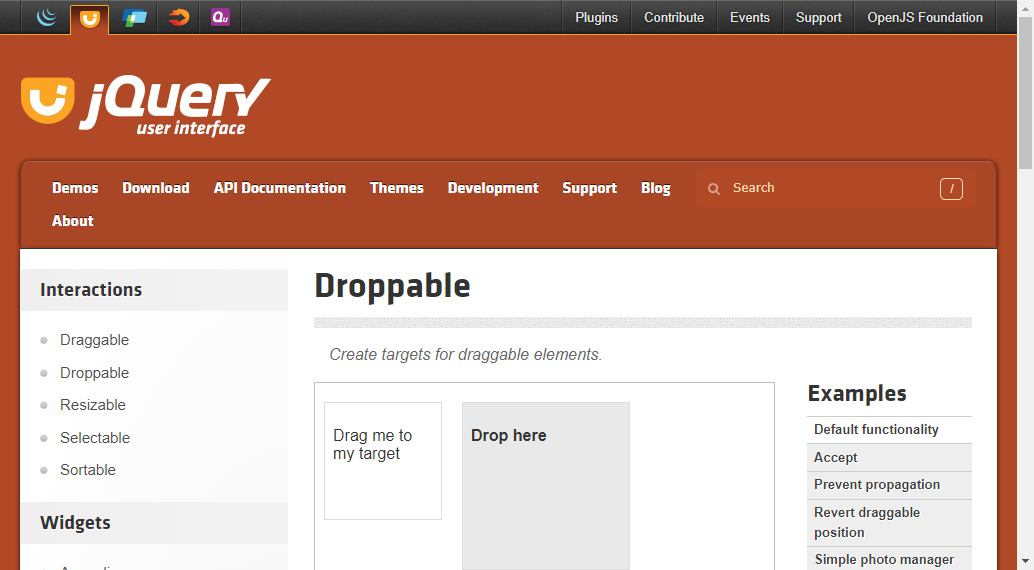 Plugins Contribute Events Support OpenJS Foundation
jQuery
user interface
Demos Download API Documentation Themes Development Support Blog Search /
About
Interactions
Draggable
Droppable
Resizable
Selectable
Sortable
Widgets
Droppable
Create targets for draggable elements.
Drag me to
my target
Drop here
Examples
Default functionality
Accept
Prevent propagation
Revert draggable
position
Simple photo manager